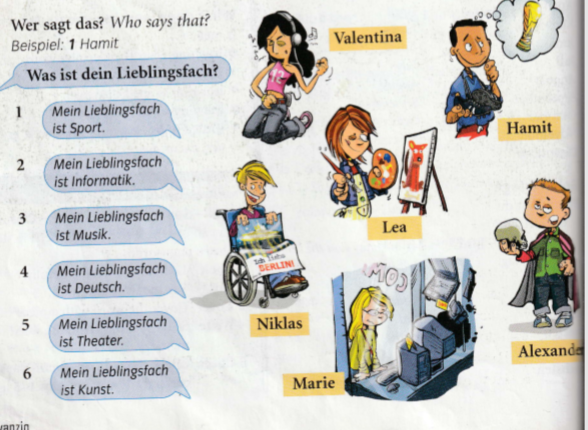 Wer sagt das? Who says that?
Beispiel: 1 Hamit
Was ist dein Lieblingsfach?
1 Mein Lieblingsfach
ist Sport.
2 Mein Lieblingsfach
ist Informatik.
3 Mein Lieblingsfach
ist Musik.
4 Mein Lieblingsfach
ist Deutsch.
5 Mein Lieblingsfach
ist Theater.
6 Mein Lieblingsfach
ist Kunst.
Valentina
Hamit
Lea
BERLIN!
Niklas
Marie